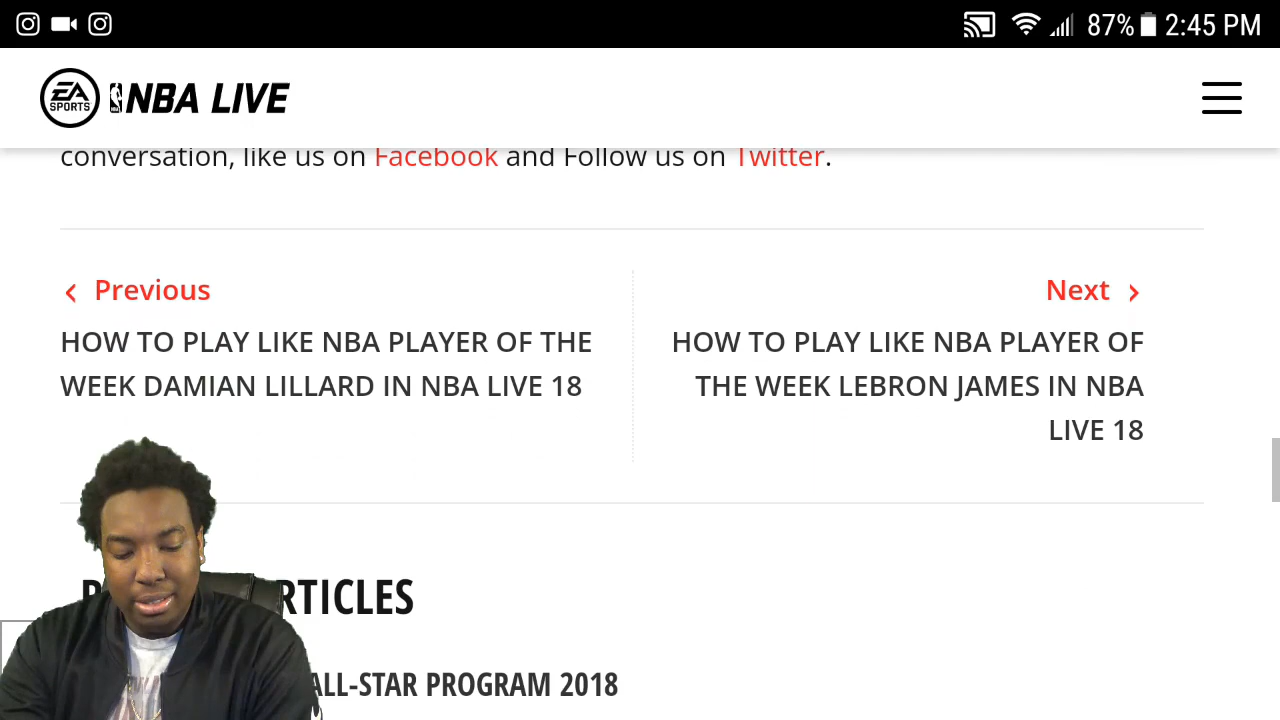 87% 2:45 PM
EA SPORTS NBA LIVE
conversation, like us on Facebook and Follow us on Twitter.
Previous
HOW TO PLAY LIKE NBA PLAYER OF THE
WEEK DAMIAN LILLARD IN NBA LIVE 18
Next
HOW TO PLAY LIKE NBA PLAYER OF
THE WEEK LEBRON JAMES IN NBA
LIVE 18
ALL-STAR PROGRAM 2018